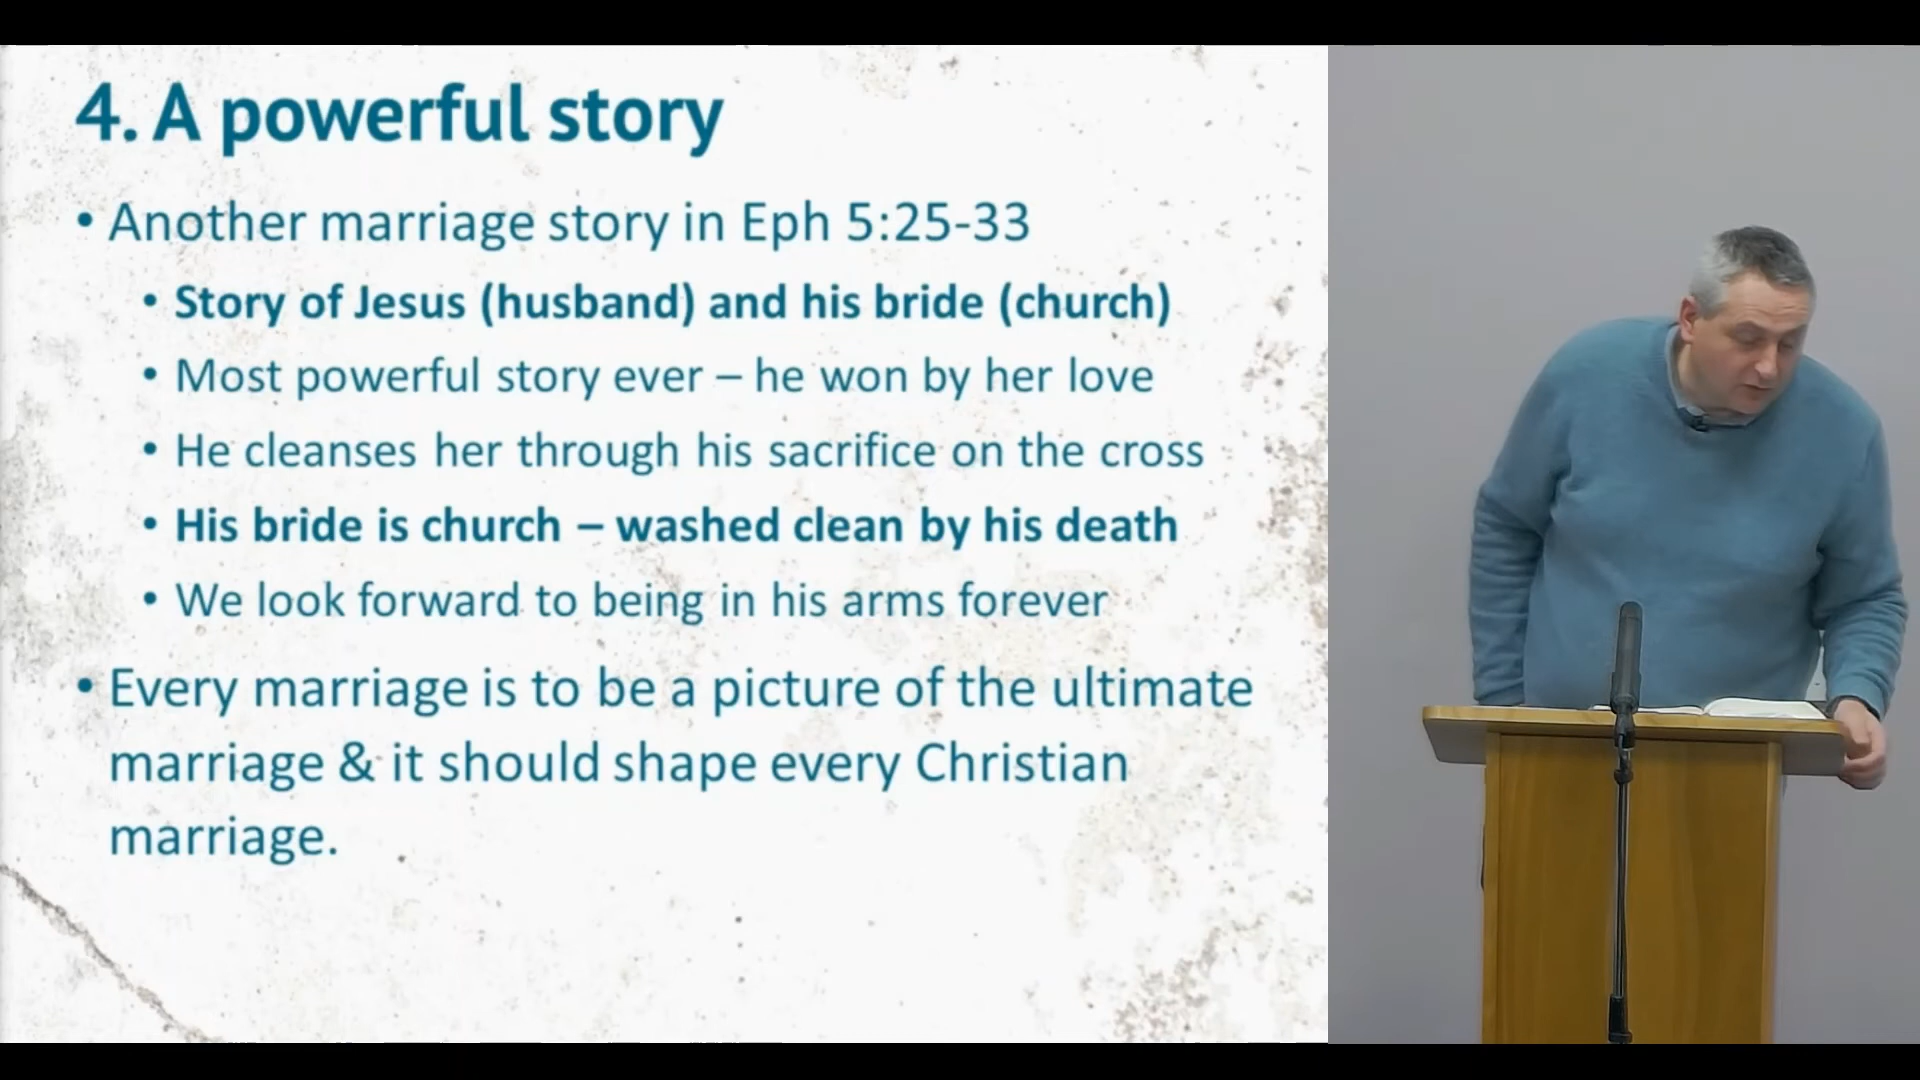 4. A powerful story
• Another marriage story in Eph 5:25-33
• Story of Jesus (husband) and his bride (church)
• Most powerful story ever – he won by her love
• He cleanses her through his sacrifice on the cross
• His bride is church – washed clean by his death
• We look forward to being in his arms forever
• Every marriage is to be a picture of the ultimate
marriage & it should shape every Christian
marriage.